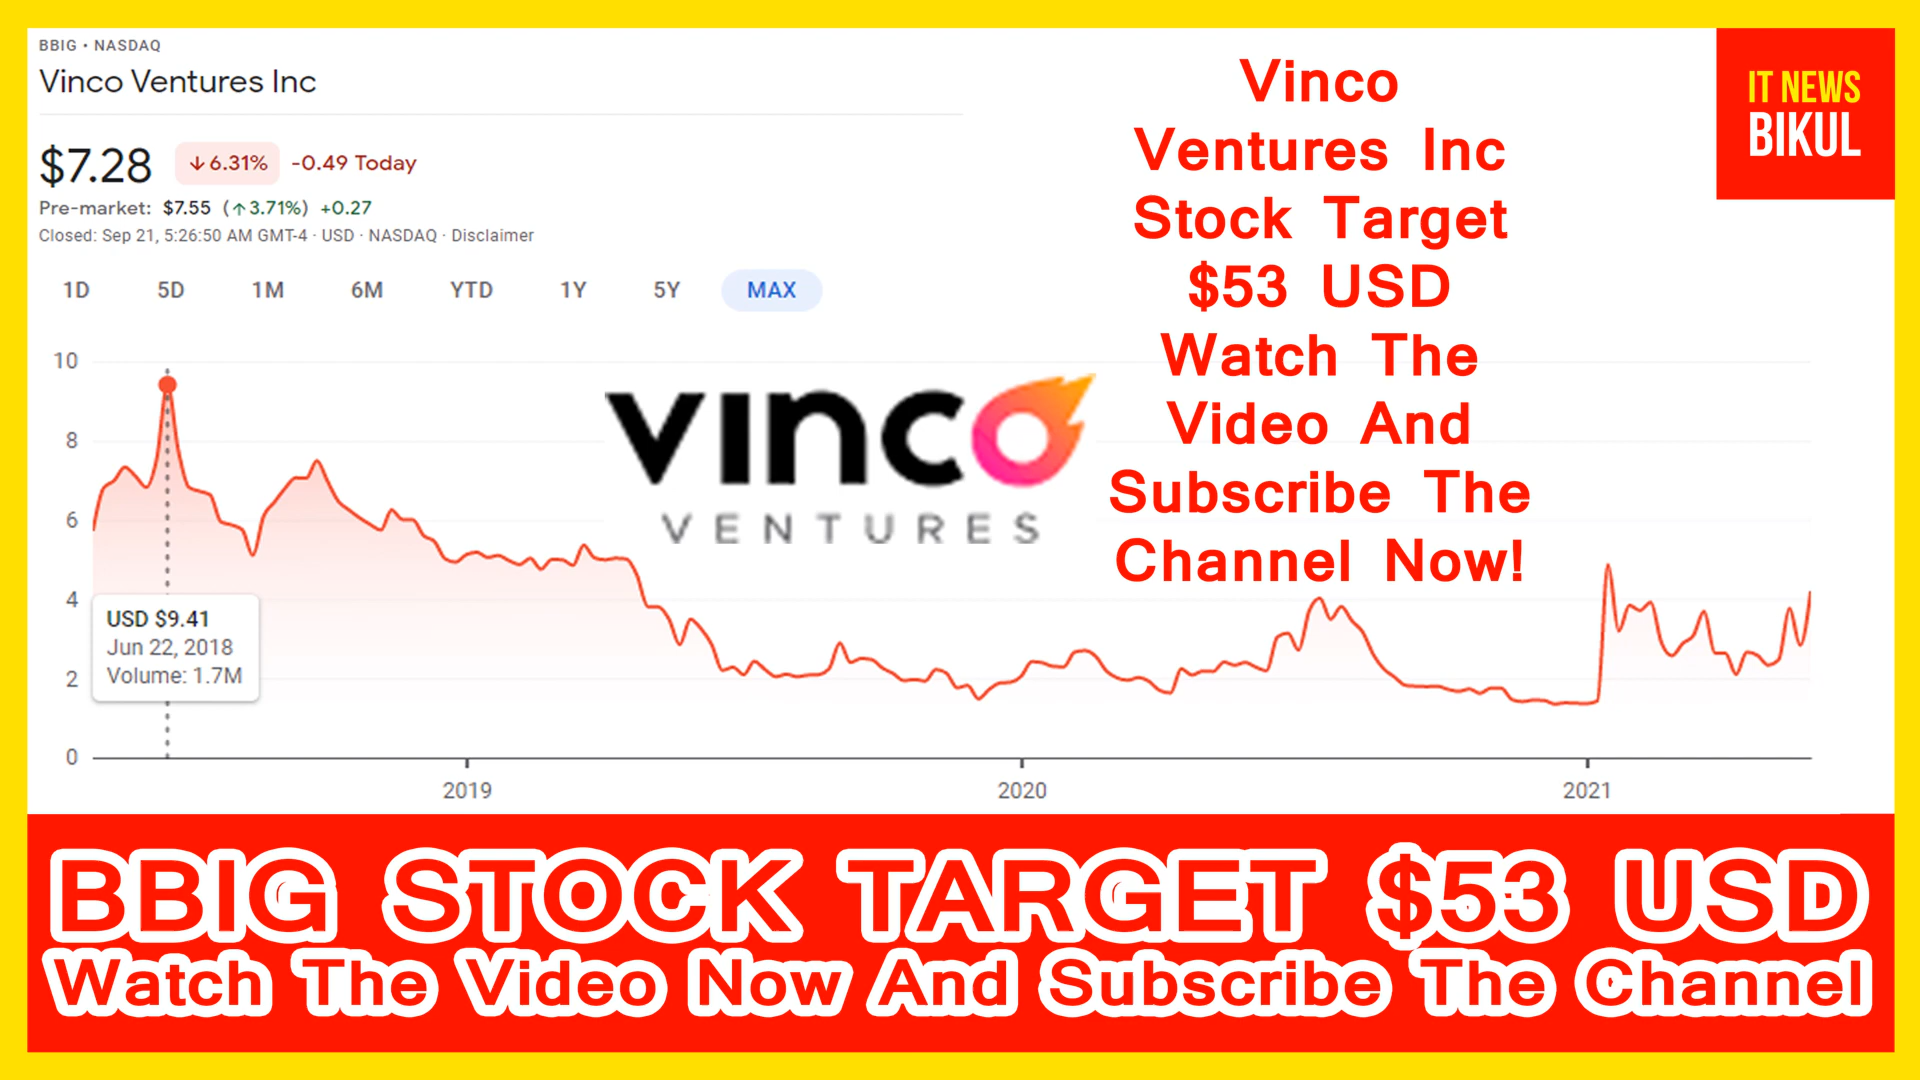 BBIG • NASDAQ
Vinco Ventures Inc
$7.28 ↓6.31% -0.49 Today
Pre-market: $7.55 (↑3.71%) +0.27
Closed: Sep 21, 5:26:50 AM GMT-4 · USD · NASDAQ · Disclaimer
1D 5D 1M 6M YTD 1Y 5Y MAX
10
8
6
4
2
0
USD $9.41
Jun 22, 2018
Volume: 1.7M
2019 2020 2021
vinco
VENTURES
Vinco
Ventures Inc
Stock Target
$53 USD
Watch The
Video And
Subscribe The
Channel Now!
IT NEWS
BIKUL
BBIG STOCK TARGET $53 USD
Watch The Video Now And Subscribe The Channel